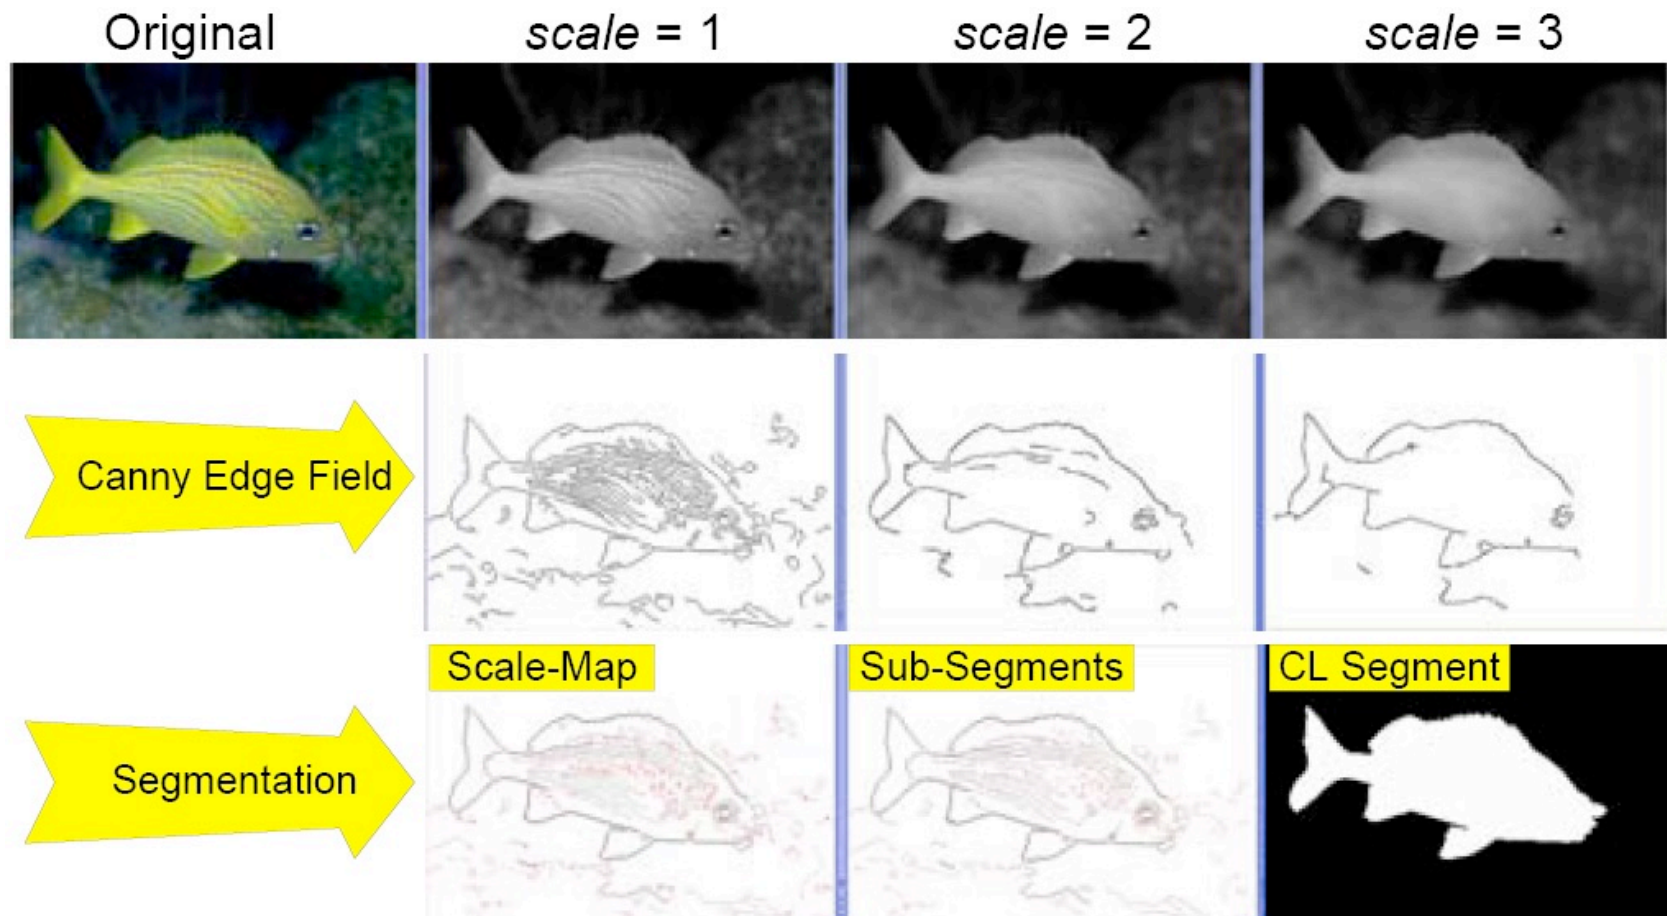 Original
scale = 1
scale = 2
scale = 3
Canny Edge Field
Scale-Map
Sub-Segments
CL Segment
Segmentation